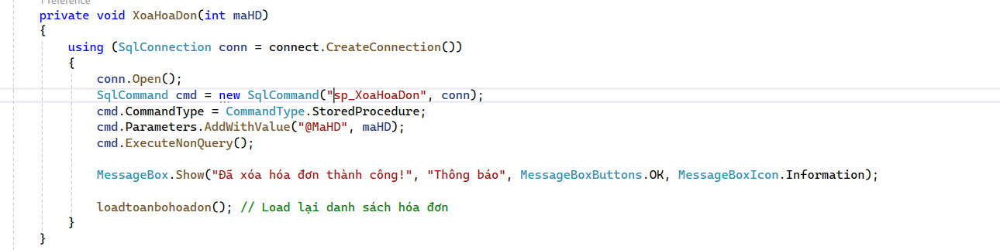 1 reference
private void XoaHoaDon(int maHD)
{
using (SqlConnection conn = connect.CreateConnection())
{
conn.Open();
SqlCommand cmd = new SqlCommand("sp_XoaHoaDon", conn);
cmd.CommandType = CommandType.StoredProcedure;
cmd.Parameters.AddWithValue("@MaHD", maHD);
cmd.ExecuteNonQuery();
MessageBox.Show("Đã xóa hóa đơn thành công!", "Thông báo", MessageBoxButtons.OK, MessageBoxIcon.Information);
loadtoanbohoadon(); // Load lại danh sách hóa đơn
}
}